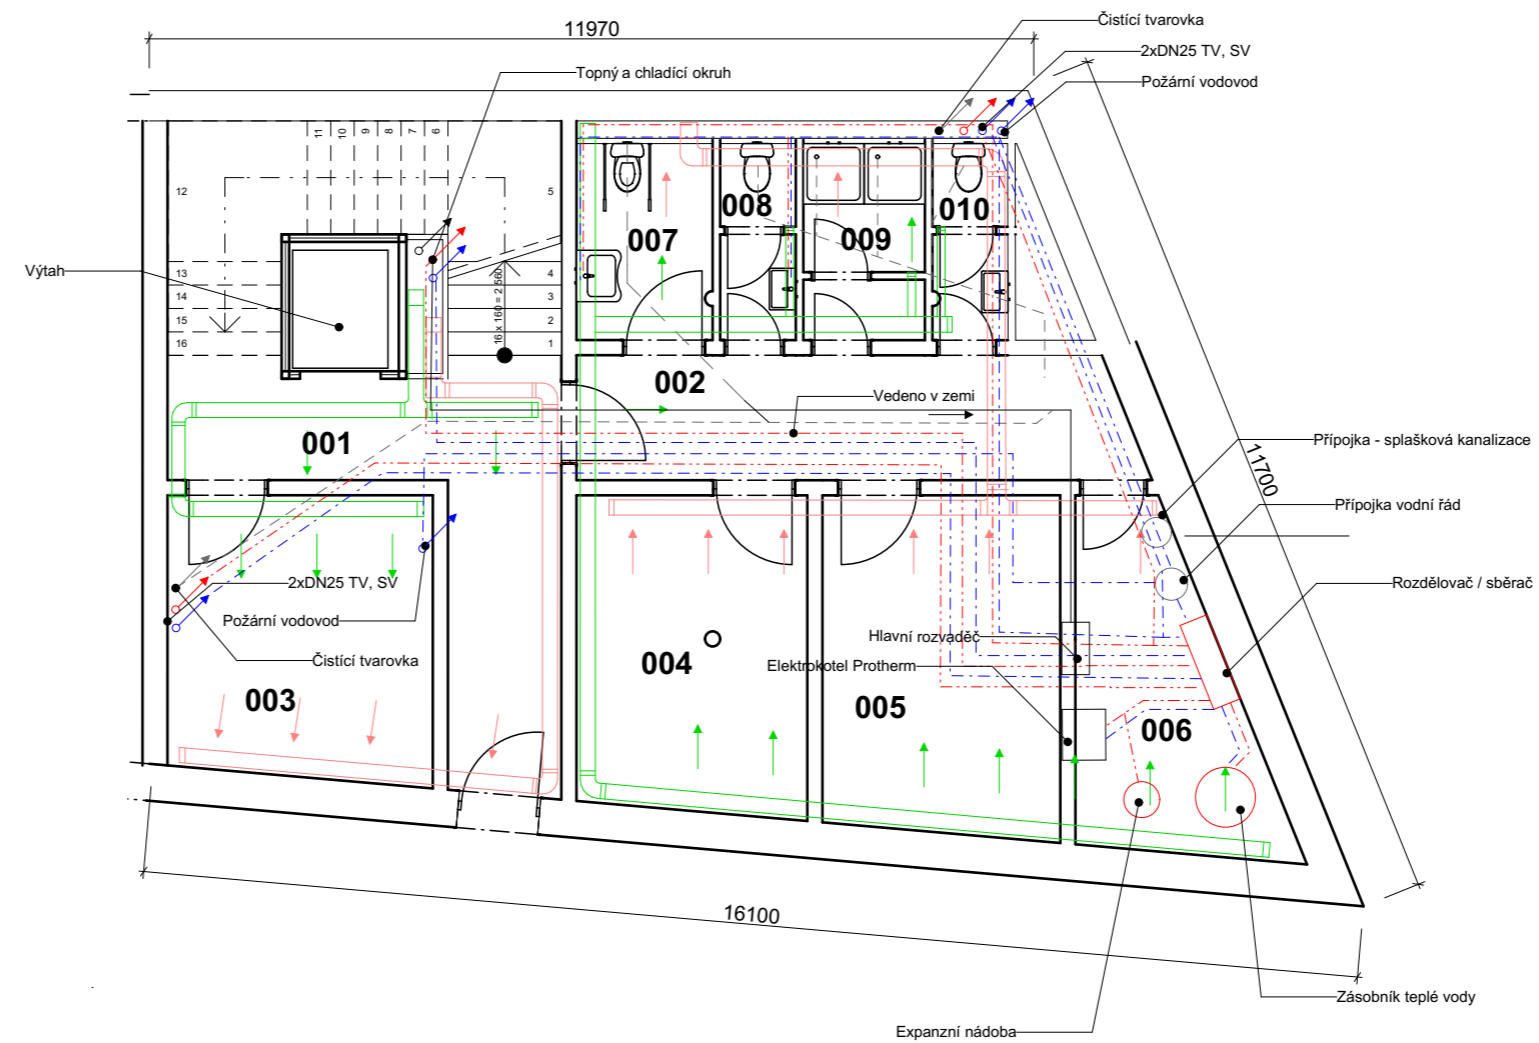 11970
Čistící tvarovka
2xDN25 TV, SV
Topný a chladící okruh
Požární vodovod
11
10
9
8
7
6
12
5
13
14
15
16
4
3
2
1
16 x 160 = 2 560
Výtah
007
008
009
010
002
001
Vedeno v zemi
Přípojka - splašková kanalizace
11700
Přípojka vodní řád
Rozdělovač / sběrač
2xDN25 TV, SV
Požární vodovod
Čistící tvarovka
Hlavní rozvaděč
Elektrokotel Protherm
003
004
005
006
16100
Zásobník teplé vody
Expanzní nádoba